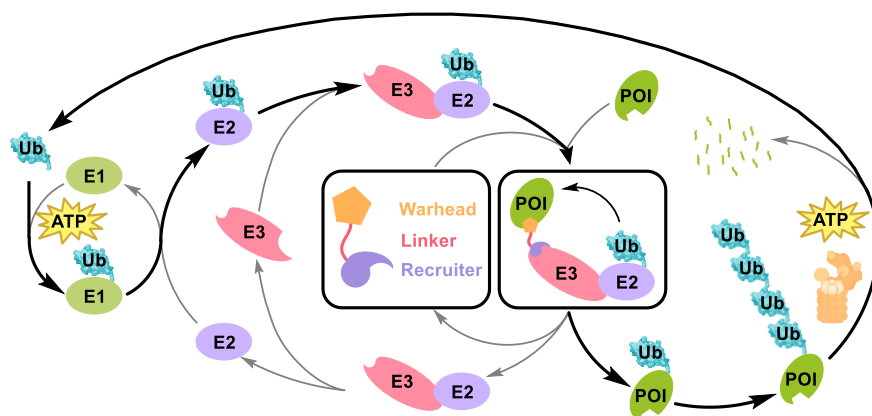 Ub
E3
E2
Ub
POI
Ub
E2
Ub
E1
ATP
Ub
E1
E3
Warhead
Linker
Recruiter
POI
Ub
E3
E2
ATP
Ub
Ub
Ub
Ub
POI
E2
E3
E2
Ub
POI